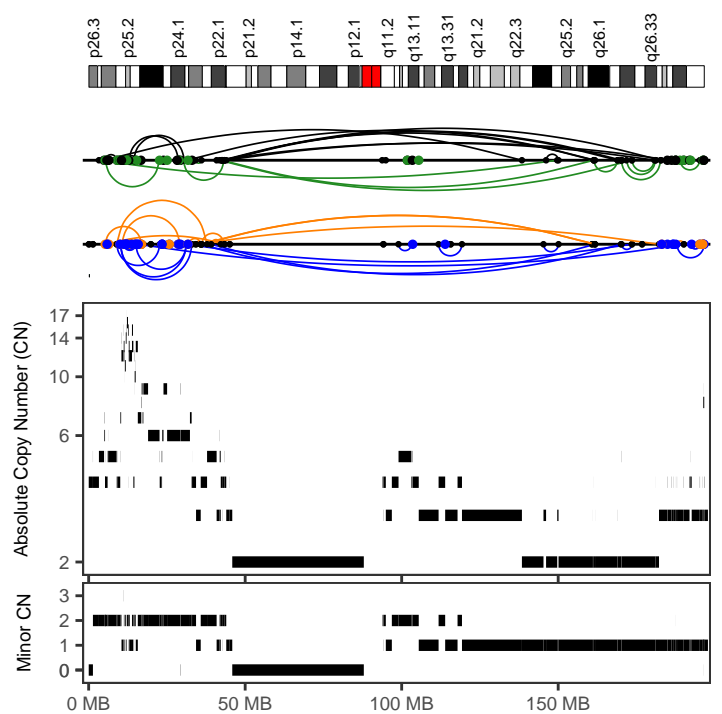 p26.3 p25.2 p24.1 p22.1 p21.2 p14.1 p12.1 q11.2 q13.11 q13.31 q21.2 q22.3 q25.2 q26.1 q26.33
Absolute Copy Number (CN)
17
14
10
6
2
Minor CN
3
2
1
0
0 MB 50 MB 100 MB 150 MB